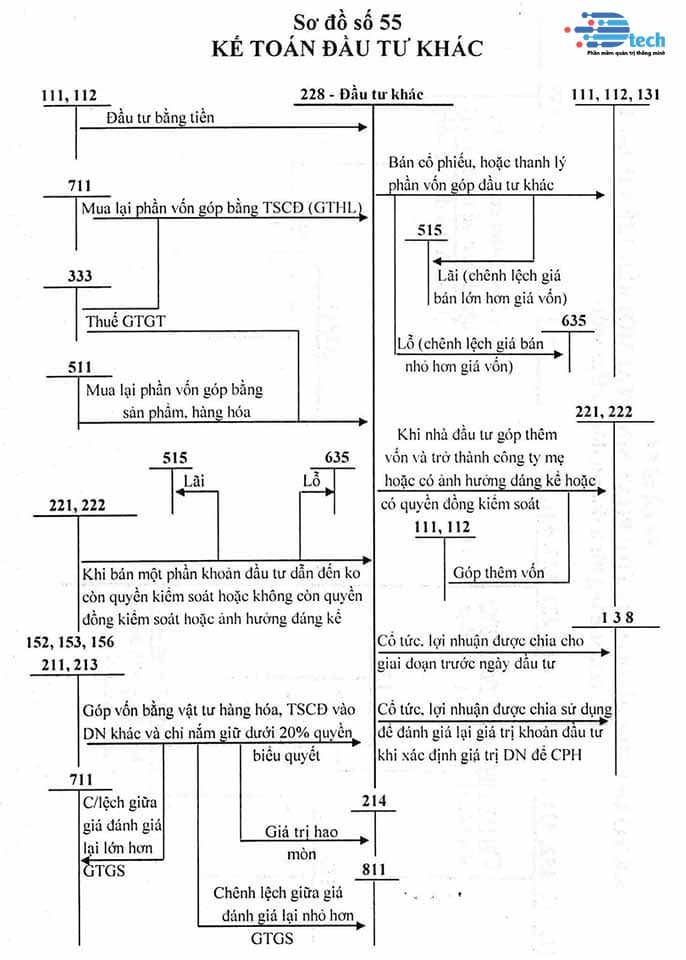 Sơ đồ số 55
KẾ TOÁN ĐẦU TƯ KHÁC
Dtech
Phần mềm quản trị thông minh
111, 112
228 - Đầu tư khác
111, 112, 131
Đầu tư bằng tiền
Bán cổ phiếu, hoặc thanh lý
phần vốn góp đầu tư khác
711
Mua lại phần vốn góp bằng TSCĐ (GTHL)
515
Lãi (chênh lệch giá
bán lớn hơn giá vốn)
333
Thuế GTGT
635
Lỗ (chênh lệch giá bán
nhỏ hơn giá vốn)
511
Mua lại phần vốn góp bằng
sản phẩm, hàng hóa
221, 222
Khi nhà đầu tư góp thêm
vốn và trở thành công ty mẹ
hoặc có ảnh hưởng đáng kể hoặc
có quyền đồng kiểm soát
515
635
Lãi
Lỗ
221, 222
111, 112
Góp thêm vốn
Khi bán một phần khoản đầu tư dẫn đến ko
còn quyền kiểm soát hoặc không còn quyền
đồng kiểm soát hoặc ảnh hưởng đáng kể
138
Cổ tức, lợi nhuận được chia cho
giai đoạn trước ngày đầu tư
152, 153, 156
211, 213
Góp vốn bằng vật tư hàng hóa, TSCĐ vào
DN khác và chỉ nắm giữ dưới 20% quyền
biểu quyết
Cổ tức, lợi nhuận được chia sử dụng
để đánh giá lại giá trị khoản đầu tư
khi xác định giá trị DN để CPH
711
C/lệch giữa
giá đánh giá
lại lớn hơn
GTGS
214
Giá trị hao
mòn
811
Chênh lệch giữa giá
đánh giá lại nhỏ hơn
GTGS